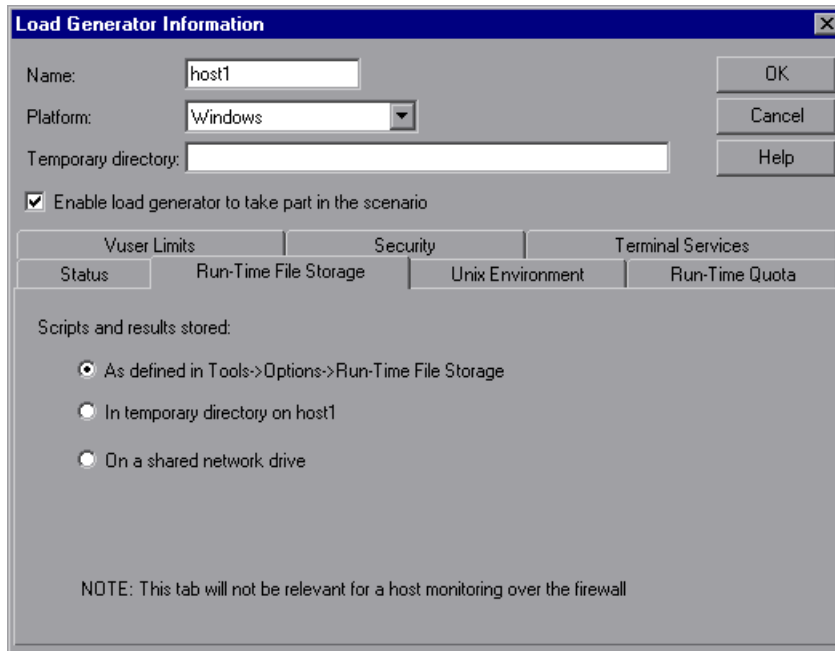 Load Generator Information
Name: host1 OK
Platform: Windows Cancel
Temporary directory: Help
Enable load generator to take part in the scenario
Vuser Limits Security Terminal Services
Status Run-Time File Storage Unix Environment Run-Time Quota
Scripts and results stored:
As defined in Tools->Options->Run-Time File Storage
In temporary directory on host1
On a shared network drive
NOTE: This tab will not be relevant for a host monitoring over the firewall